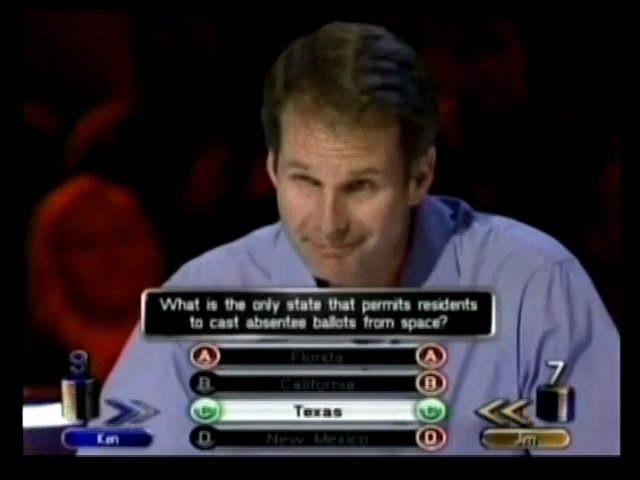 What is the only state that permits residents
to cast absentee ballots from space?
9
7
A Florida A
B California B
Texas
D New Mexico D
Ken
Jim